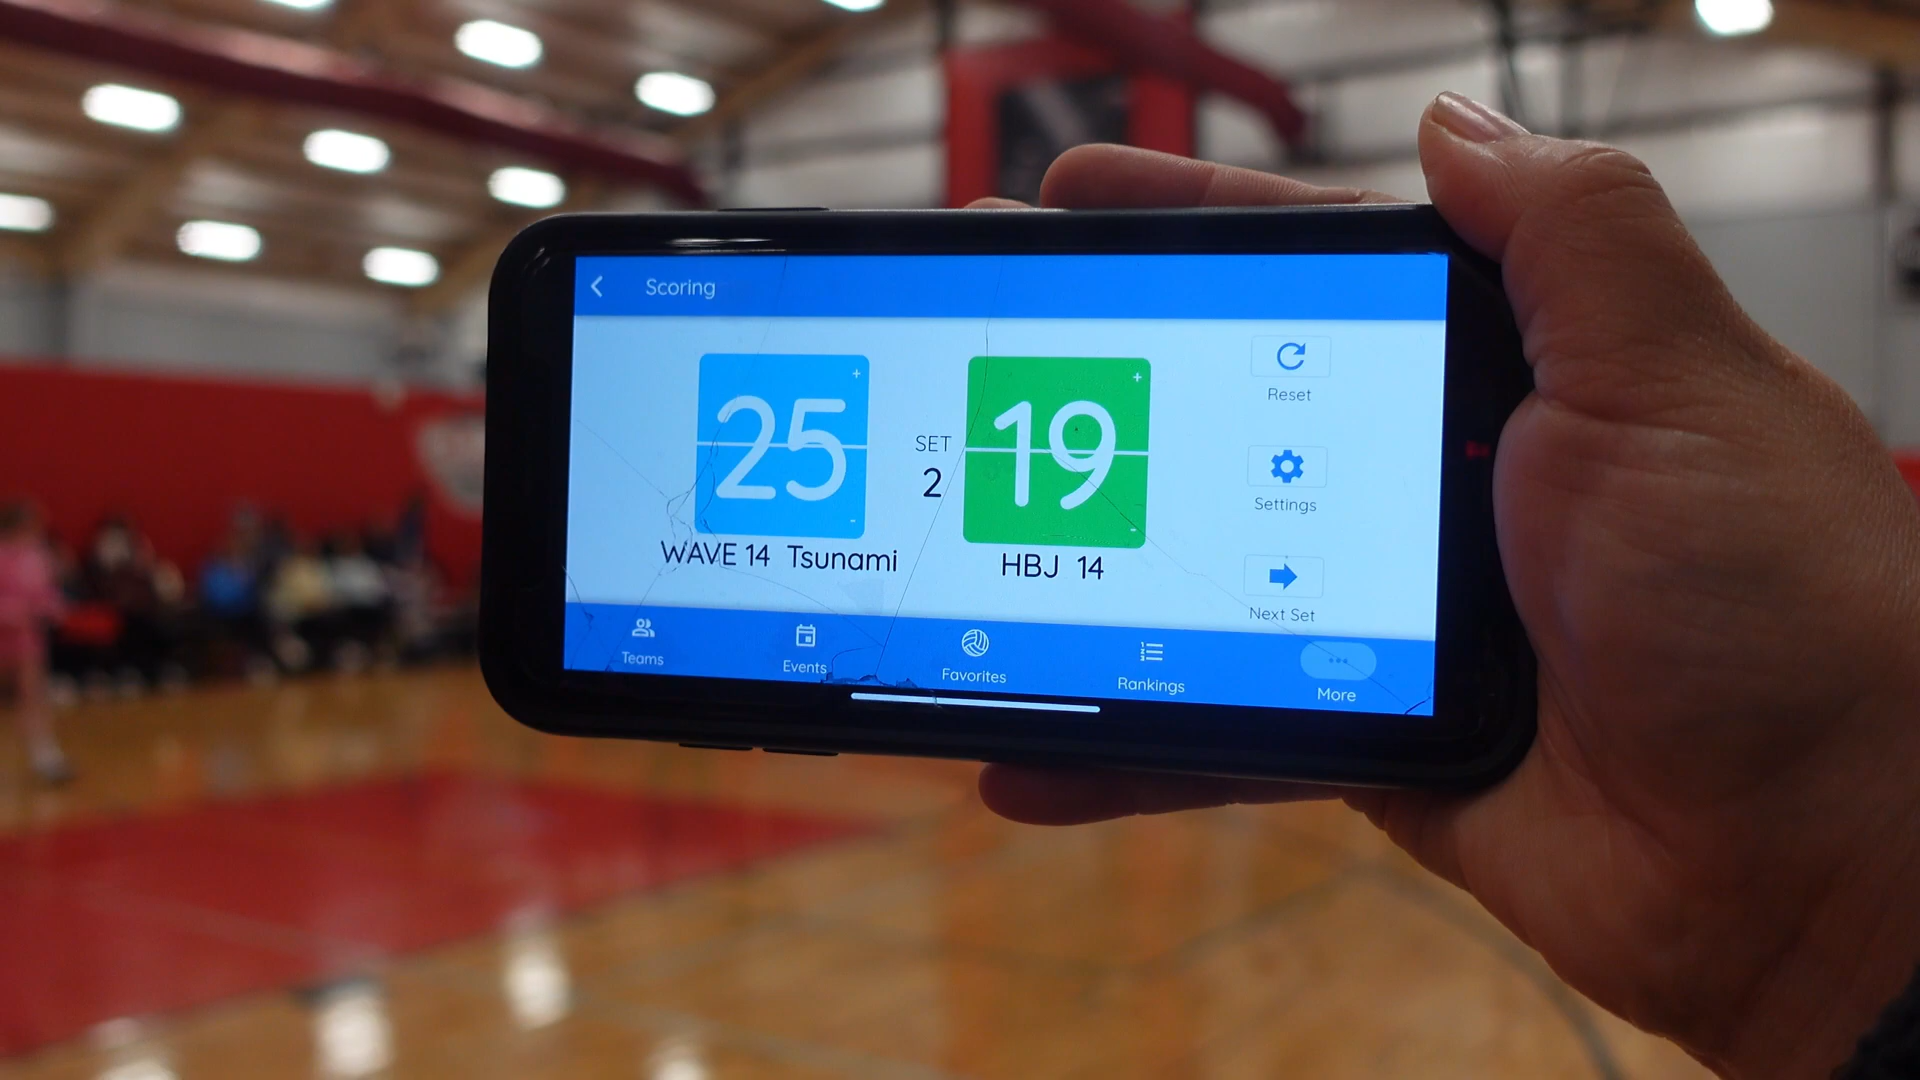 Scoring
25
SET
2
19
WAVE 14 Tsunami
HBJ 14
Reset
Settings
Next Set
Teams
Events
Favorites
Rankings
More